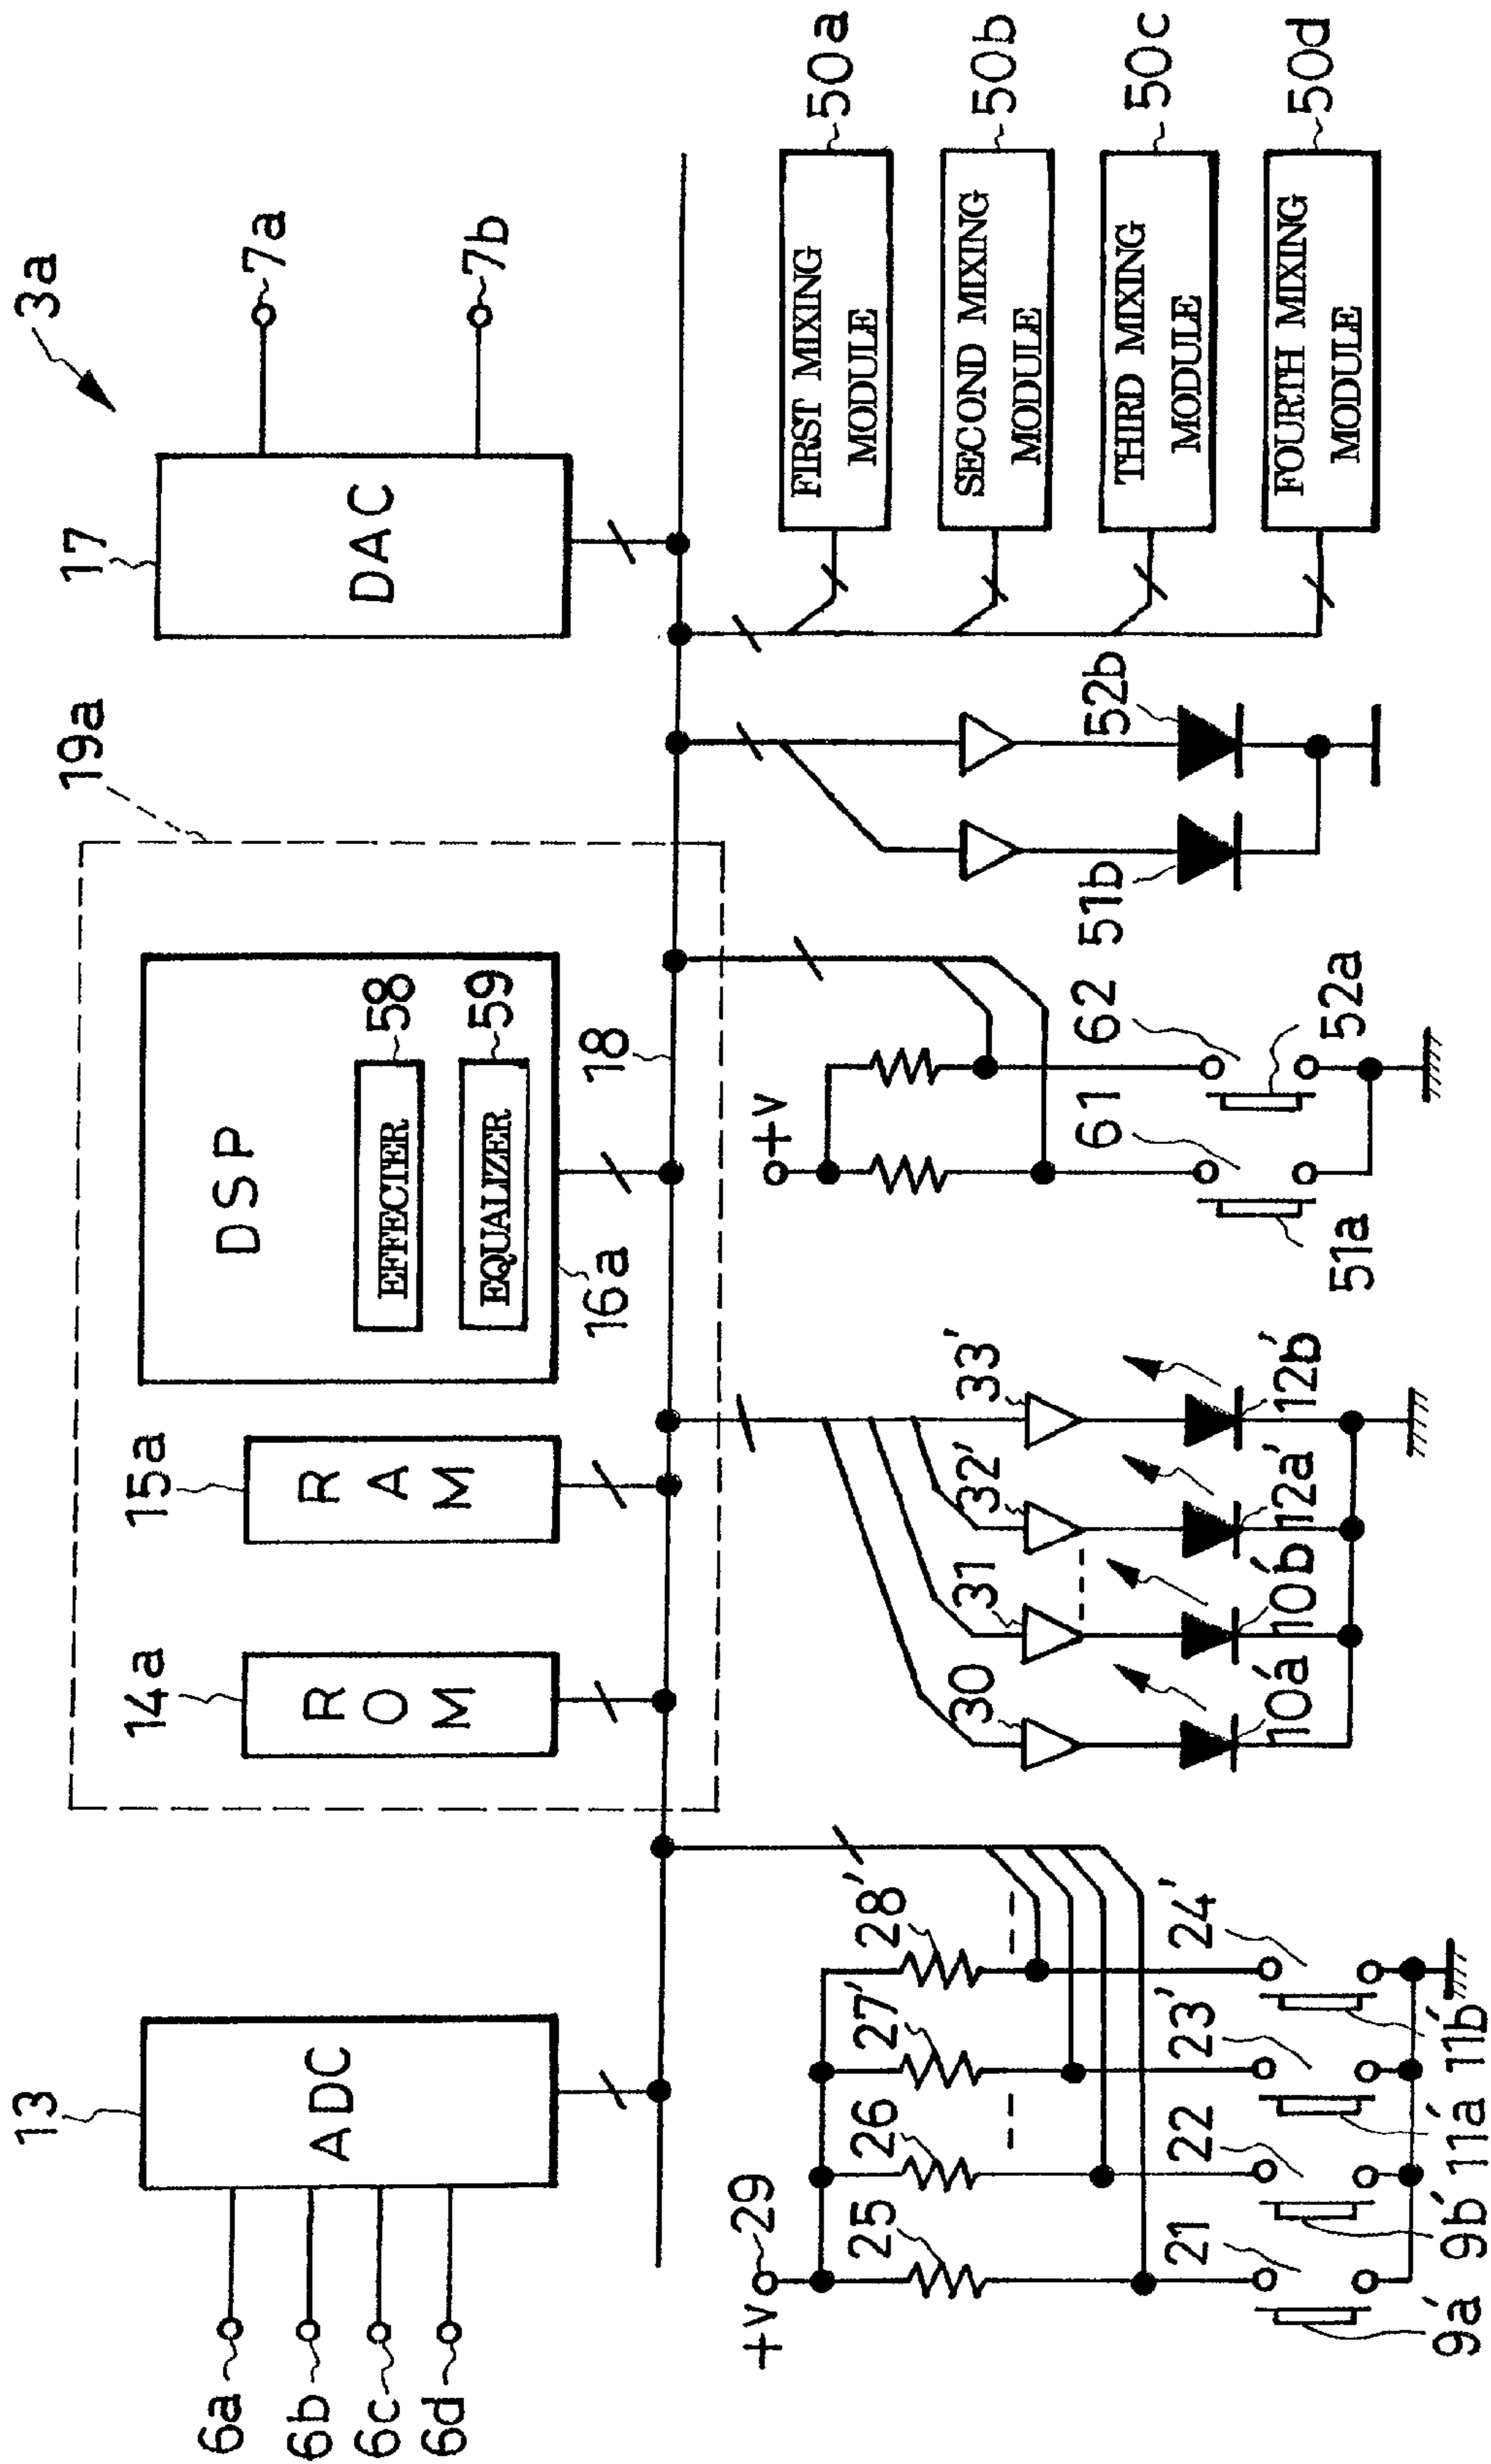 3a
13
ADC
6a
6b
6c
6d
19a
14a
ROM
15a
RAM
DSP
EFFECTER
58
EQUALIZER
59
16a
18
17
DAC
7a
7b
+V
29
25
26
27'
28'
21
22
23'
24'
9a'
9b'
11a'
11b'
30
31
32'
33'
10a'
10b'
12a'
12b'
+V
61
62
51a
52a
51b
52b
FIRST MIXING
MODULE
50a
SECOND MIXING
MODULE
50b
THIRD MIXING
MODULE
50c
FOURTH MIXING
MODULE
50d